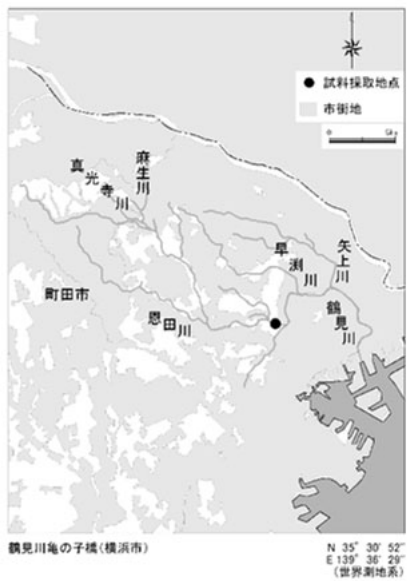 試料採取地点
市街地
0 5km
真光寺川
麻生川
早渕川
矢上川
町田市
恩田川
鶴見川
鶴見川亀の子橋(横浜市)
N 35° 30′ 52″
E 139° 36′ 29″
(世界測地系)